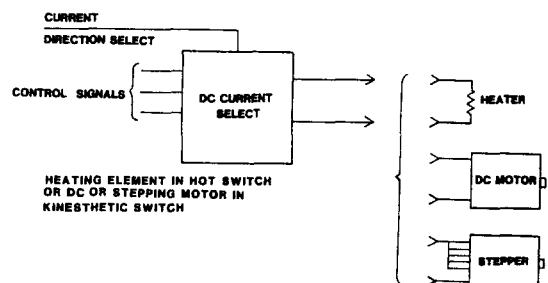 CURRENT
DIRECTION SELECT
CONTROL SIGNALS
DC CURRENT
SELECT
HEATING ELEMENT IN HOT SWITCH
OR DC OR STEPPING MOTOR IN
KINESTHETIC SWITCH
HEATER
DC MOTOR
STEPPER